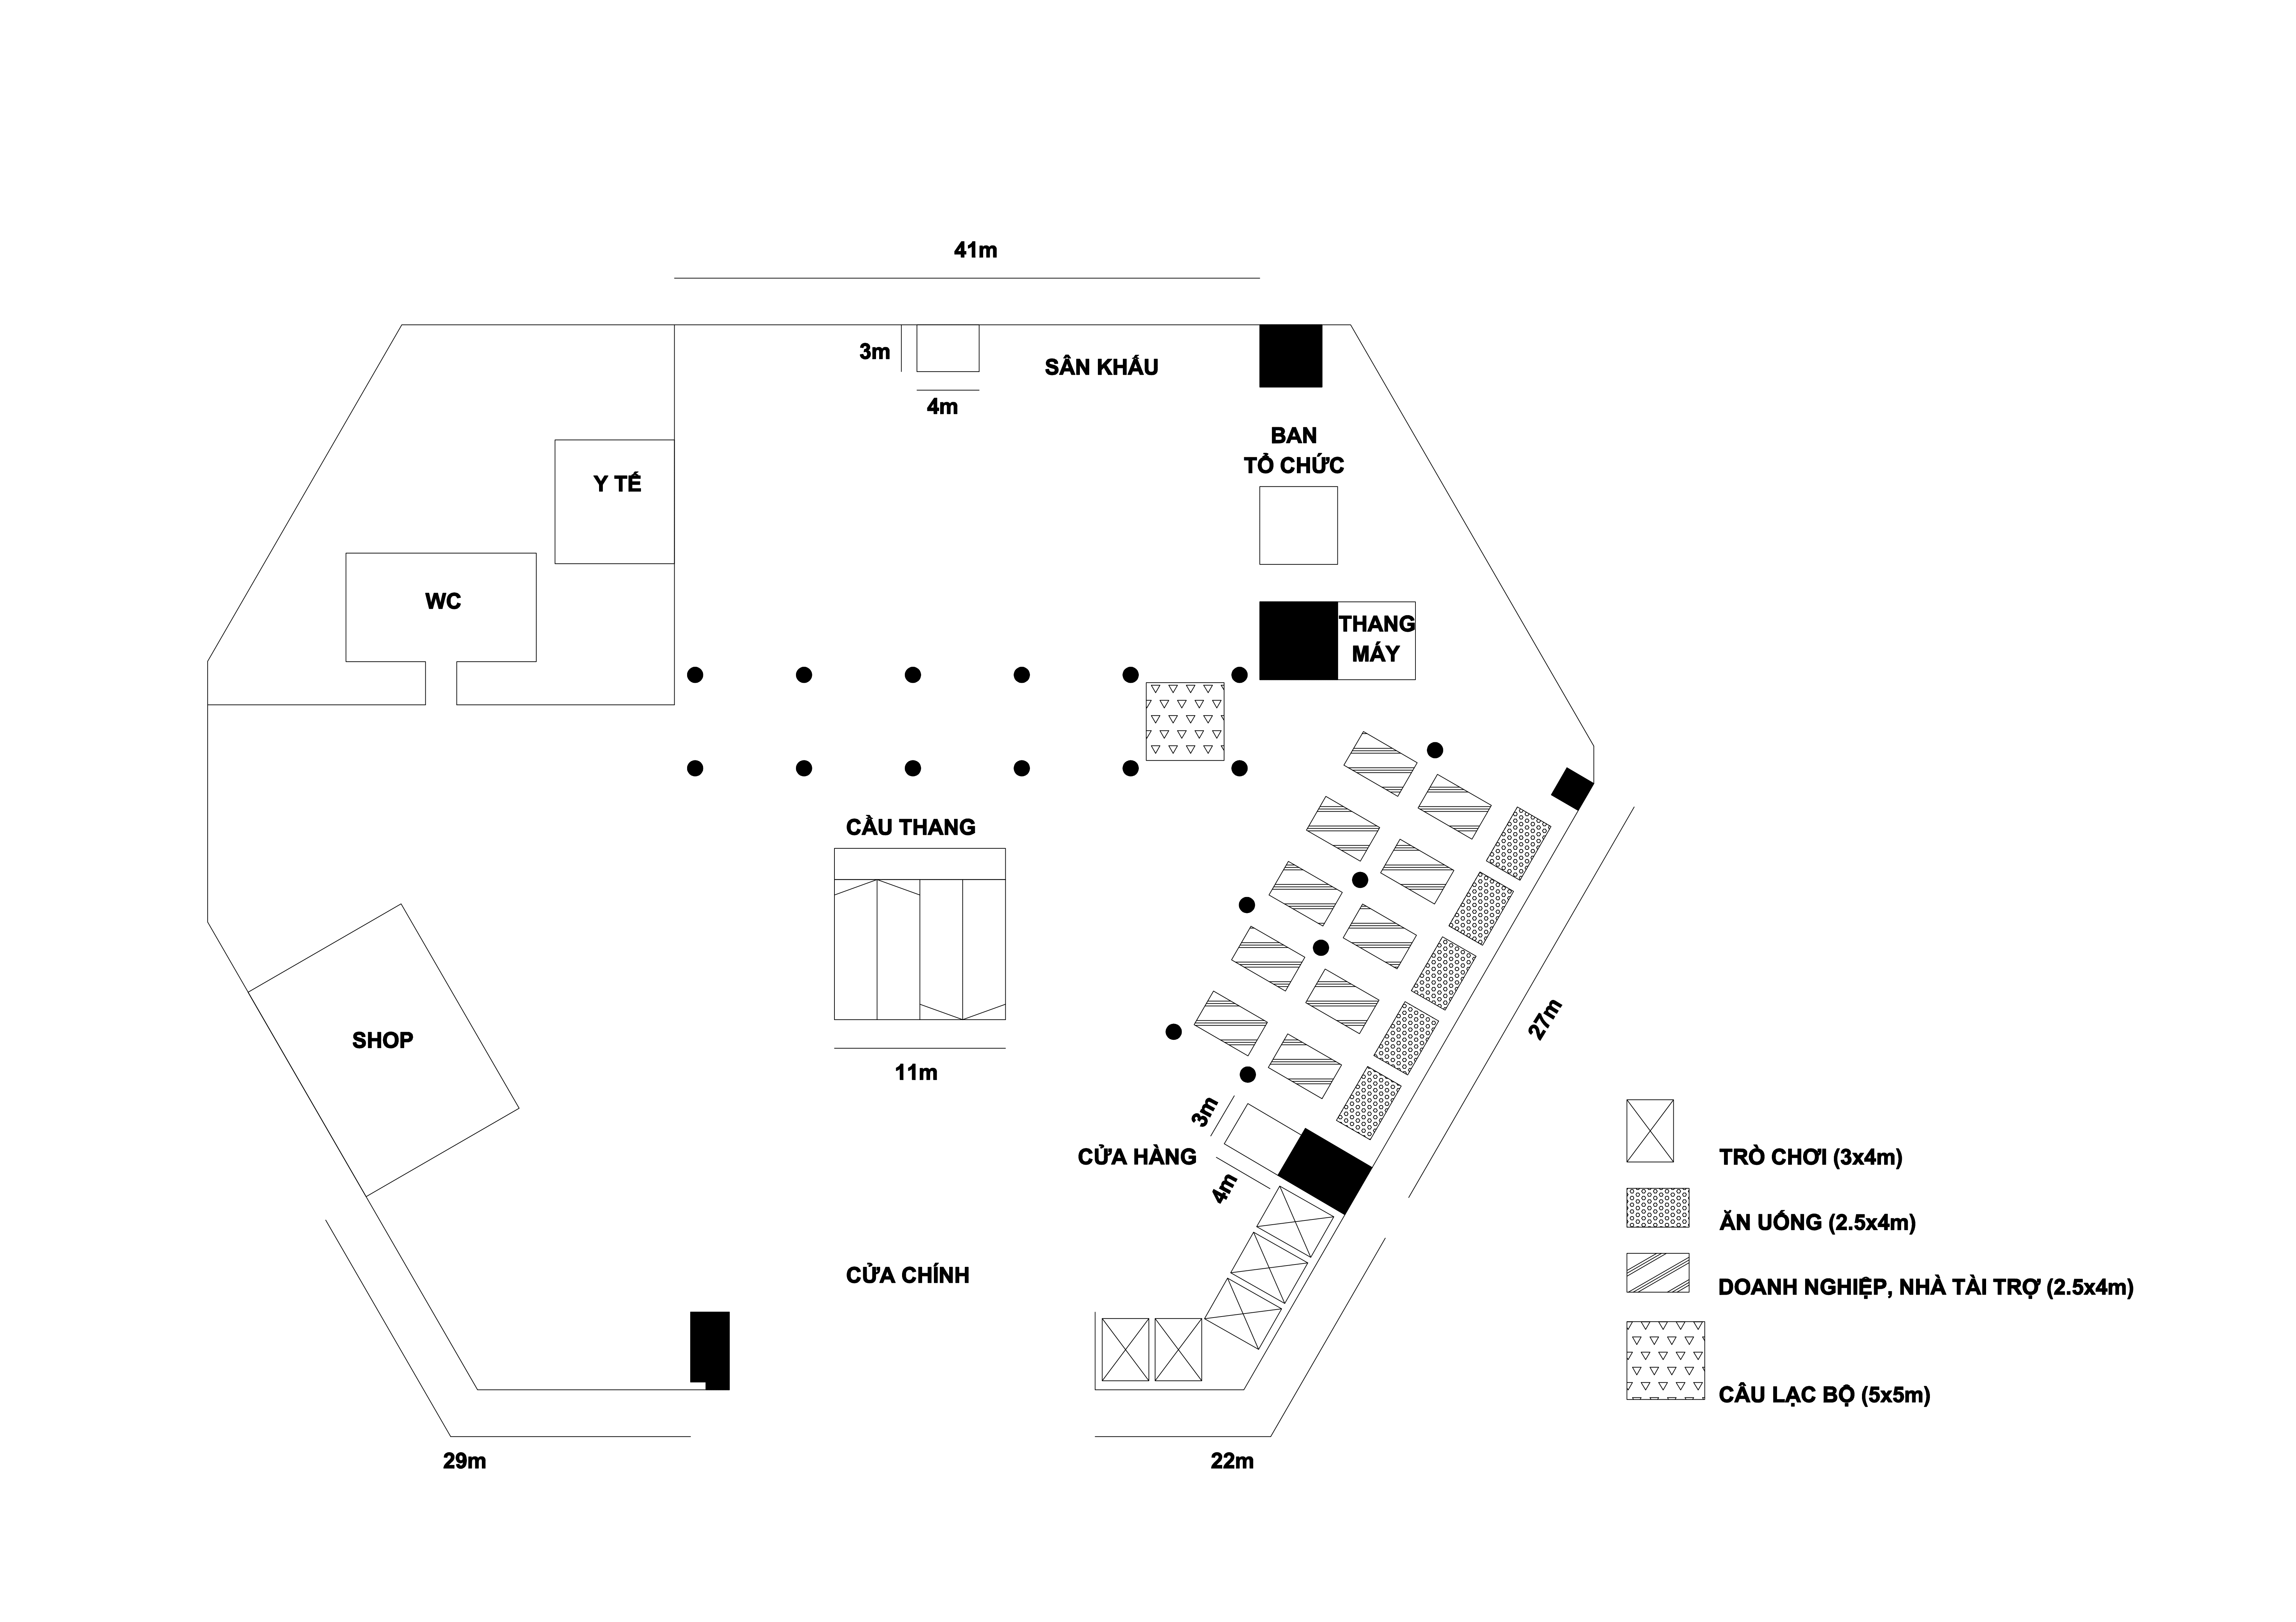 41m
3m
SÂN KHẤU
4m
BAN
TỔ CHỨC
Y TẾ
WC
THANG
MÁY
CẦU THANG
27m
SHOP
11m
3m
CỬA HÀNG
4m
TRÒ CHƠI (3x4m)
ĂN UỐNG (2.5x4m)
CỬA CHÍNH
DOANH NGHIỆP, NHÀ TÀI TRỢ (2.5x4m)
CÂU LẠC BỘ (5x5m)
29m
22m